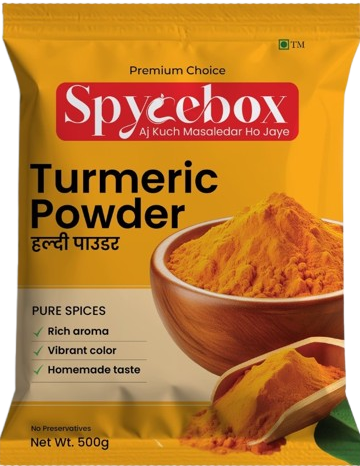 TM
Premium Choice
Spycebox
Aj Kuch Masaledar Ho Jaye
Turmeric
Powder
हल्दी पाउडर
PURE SPICES
Rich aroma
Vibrant color
Homemade taste
No Preservatives
Net Wt. 500g